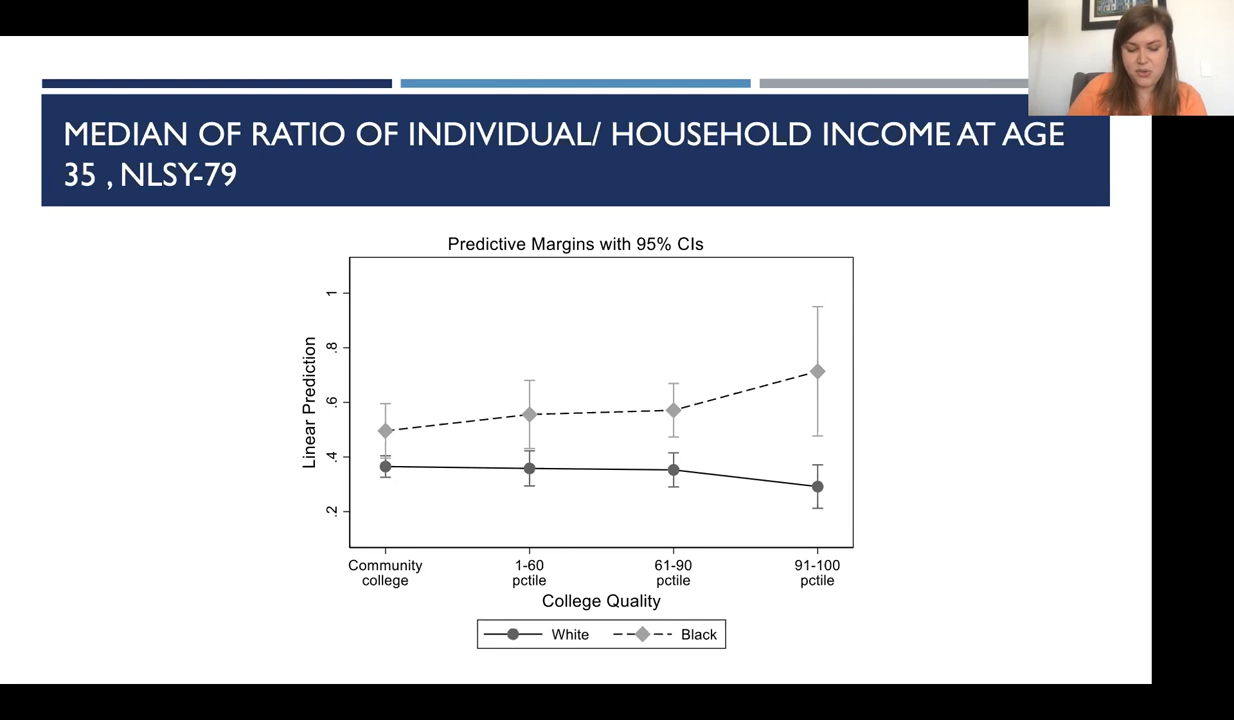 MEDIAN OF RATIO OF INDIVIDUAL/ HOUSEHOLD INCOME AT AGE
35 , NLSY-79
Predictive Margins with 95% CIs
Linear Prediction
1
.8
.6
.4
.2
Community
college
1-60
pctile
61-90
pctile
91-100
pctile
College Quality
White
Black